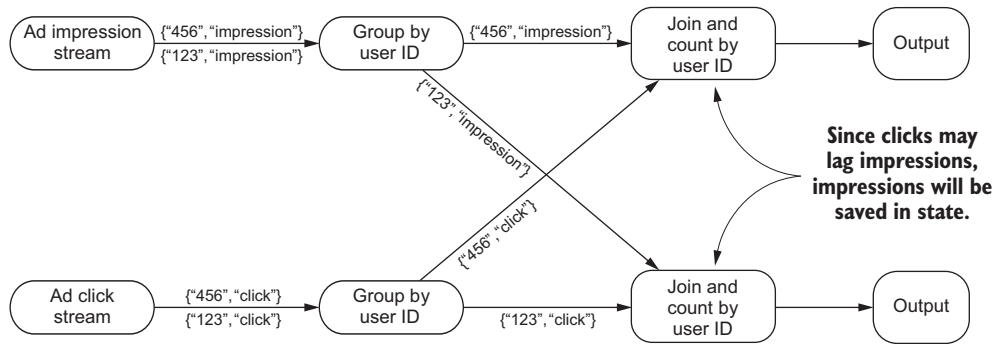 Ad impression
stream
{“456”,“impression”}
{“123”,“impression”}
Group by
user ID
{“456”,“impression”}
Join and
count by
user ID
Output
{“123”,“impression”}
Since clicks may
lag impressions,
impressions will be
saved in state.
{“456”,“click”}
Ad click
stream
{“456”,“click”}
{“123”,“click”}
Group by
user ID
{“123”,“click”}
Join and
count by
user ID
Output